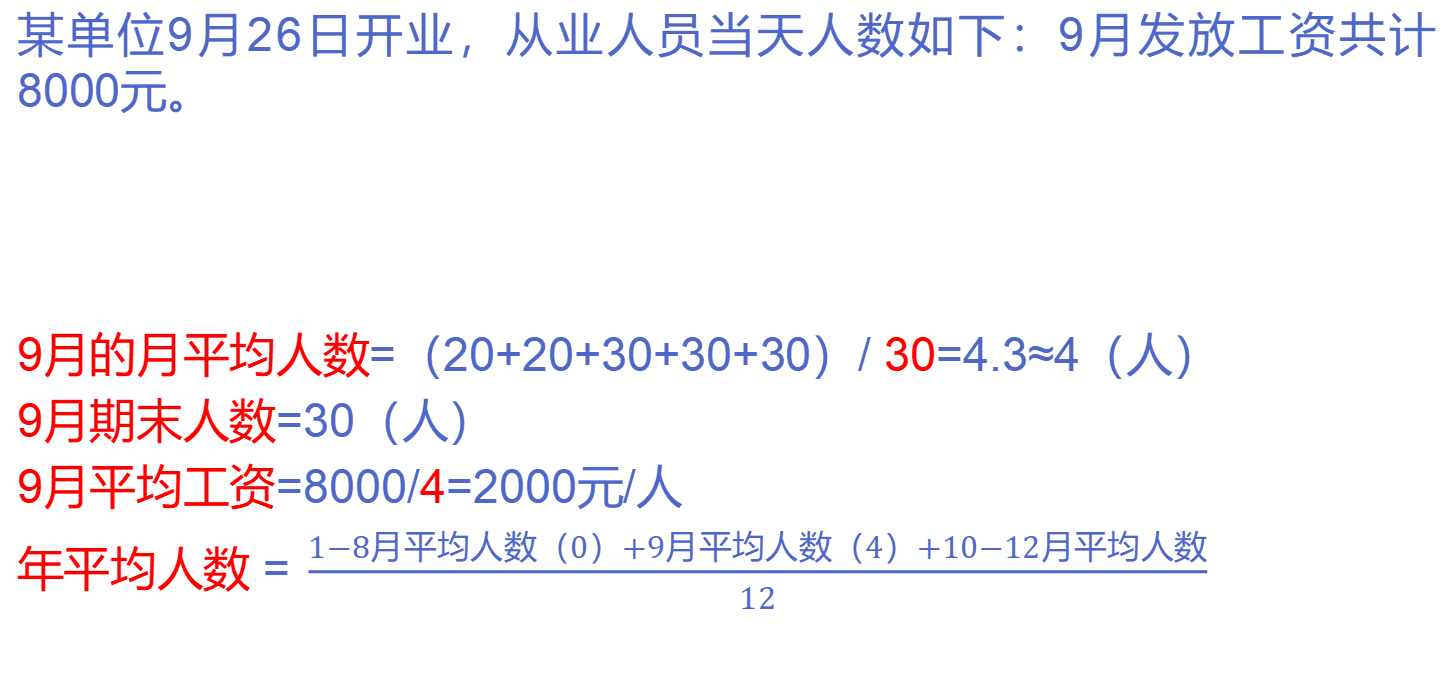 某单位9月26日开业，从业人员当天人数如下：9月发放工资共计
8000元。
9月的月平均人数=（20+20+30+30+30）/ 30=4.3≈4（人）
9月期末人数=30（人）
9月平均工资=8000/4=2000元/人
年平均人数 = 1−8月平均人数（0）+9月平均人数（4）+10−12月平均人数
12